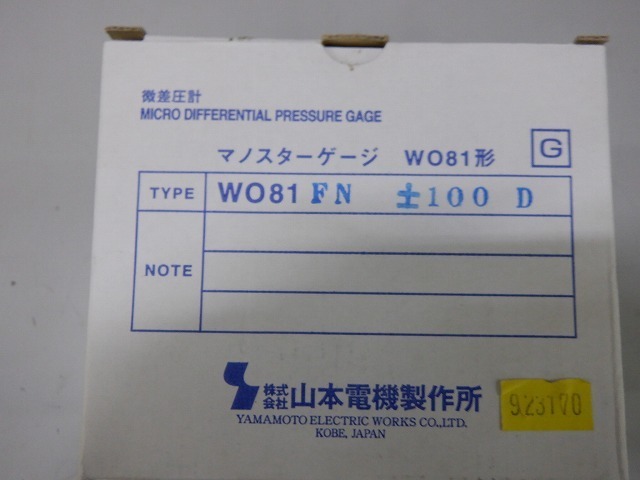 微差圧計
MICRO DIFFERENTIAL PRESSURE GAGE
マノスターゲージ WO81形 G
TYPE WO81 FN ±100 D
NOTE
株式会社山本電機製作所
YAMAMOTO ELECTRIC WORKS CO.,LTD.
KOBE, JAPAN
923170